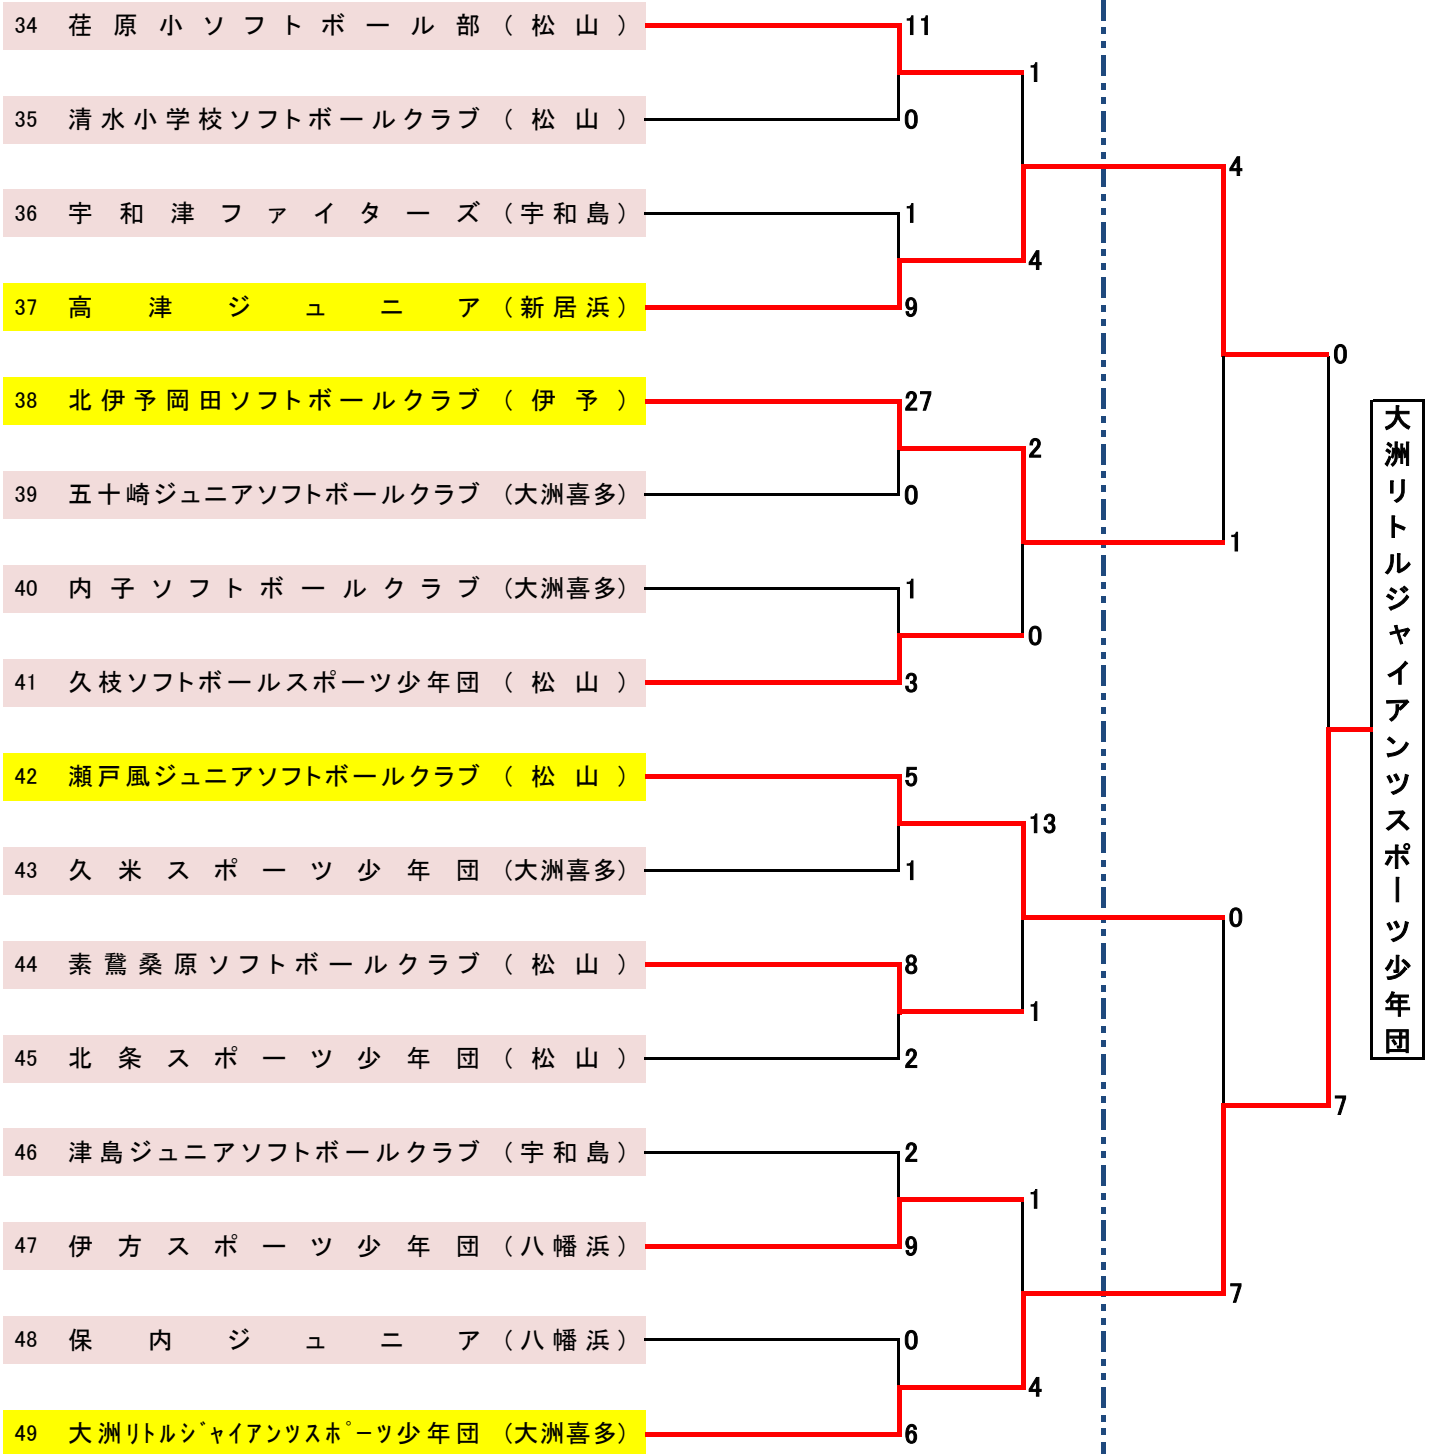 34 荏原小ソフトボール部（松山） 11
1
35 清水小学校ソフトボールクラブ（松山） 0
4
36 宇和津ファイターズ（宇和島） 1
4
37 高津ジュニア（新居浜） 9
0
38 北伊予岡田ソフトボールクラブ（伊予） 27
2
39 五十崎ジュニアソフトボールクラブ（大洲喜多） 0
1
40 内子ソフトボールクラブ（大洲喜多） 1
0
41 久枝ソフトボールスポーツ少年団（松山） 3
大洲リトルジャイアンツスポーツ少年団
42 瀬戸風ジュニアソフトボールクラブ（松山） 5
13
43 久米スポーツ少年団（大洲喜多） 1
0
44 素鵞桑原ソフトボールクラブ（松山） 8
1
45 北条スポーツ少年団（松山） 2
7
46 津島ジュニアソフトボールクラブ（宇和島） 2
1
47 伊方スポーツ少年団（八幡浜） 9
7
48 保内ジュニア（八幡浜） 0
4
49 大洲ﾘﾄﾙｼﾞｬｲｱﾝﾂｽﾎﾟｰﾂ少年団（大洲喜多） 6